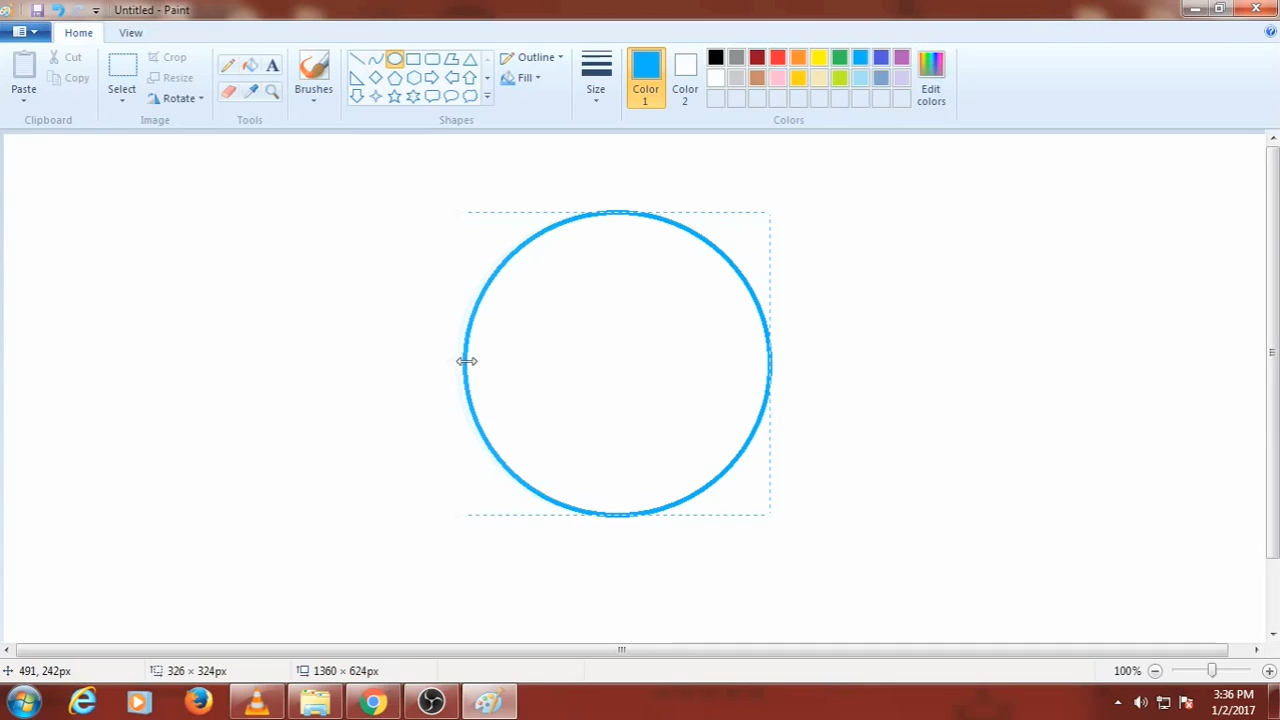 Untitled - Paint
Home View
Paste
Cut
Copy
Clipboard
Select
Crop
Resize
Rotate
Image
A
Tools
Brushes
Outline
Fill
Shapes
Size
Color
1
Color
2
Edit
colors
Colors
491, 242px
326 × 324px
1360 × 624px
100%
3:36 PM
1/2/2017